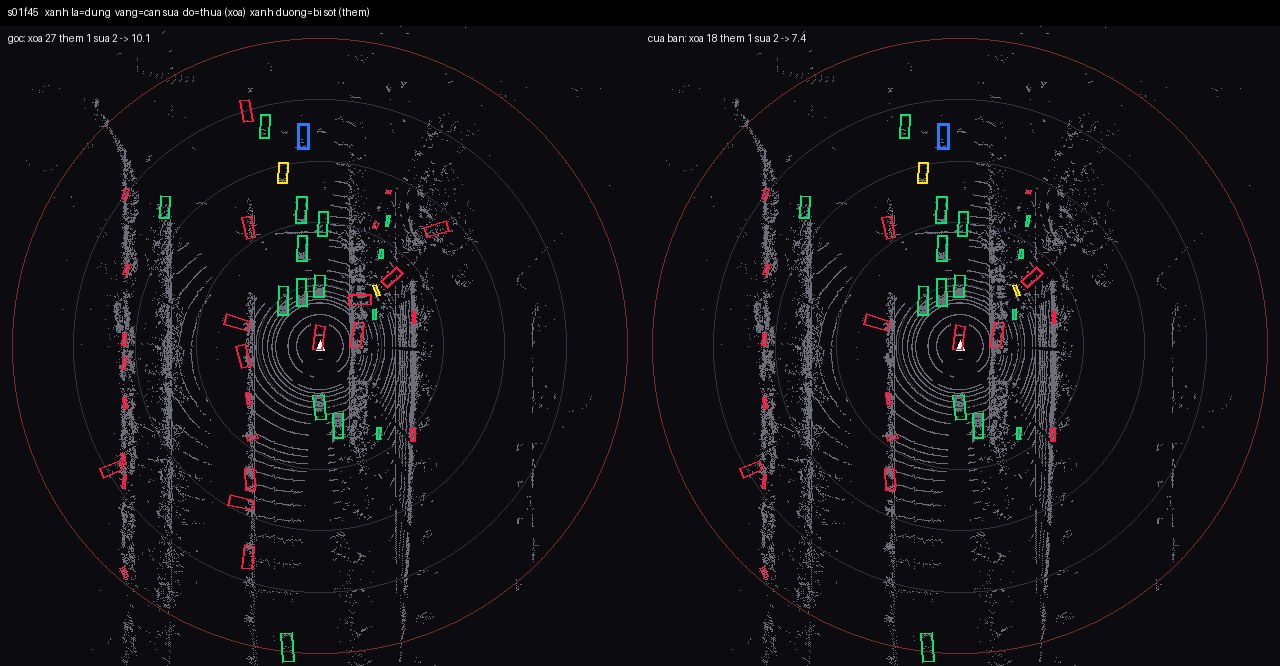 s01f45 xanh la=dung vang=can sua do=thua (xoa) xanh duong=bi sot (them)
goc: xoa 27 them 1 sua 2 -> 10.1
cua ban: xoa 18 them 1 sua 2 -> 7.4